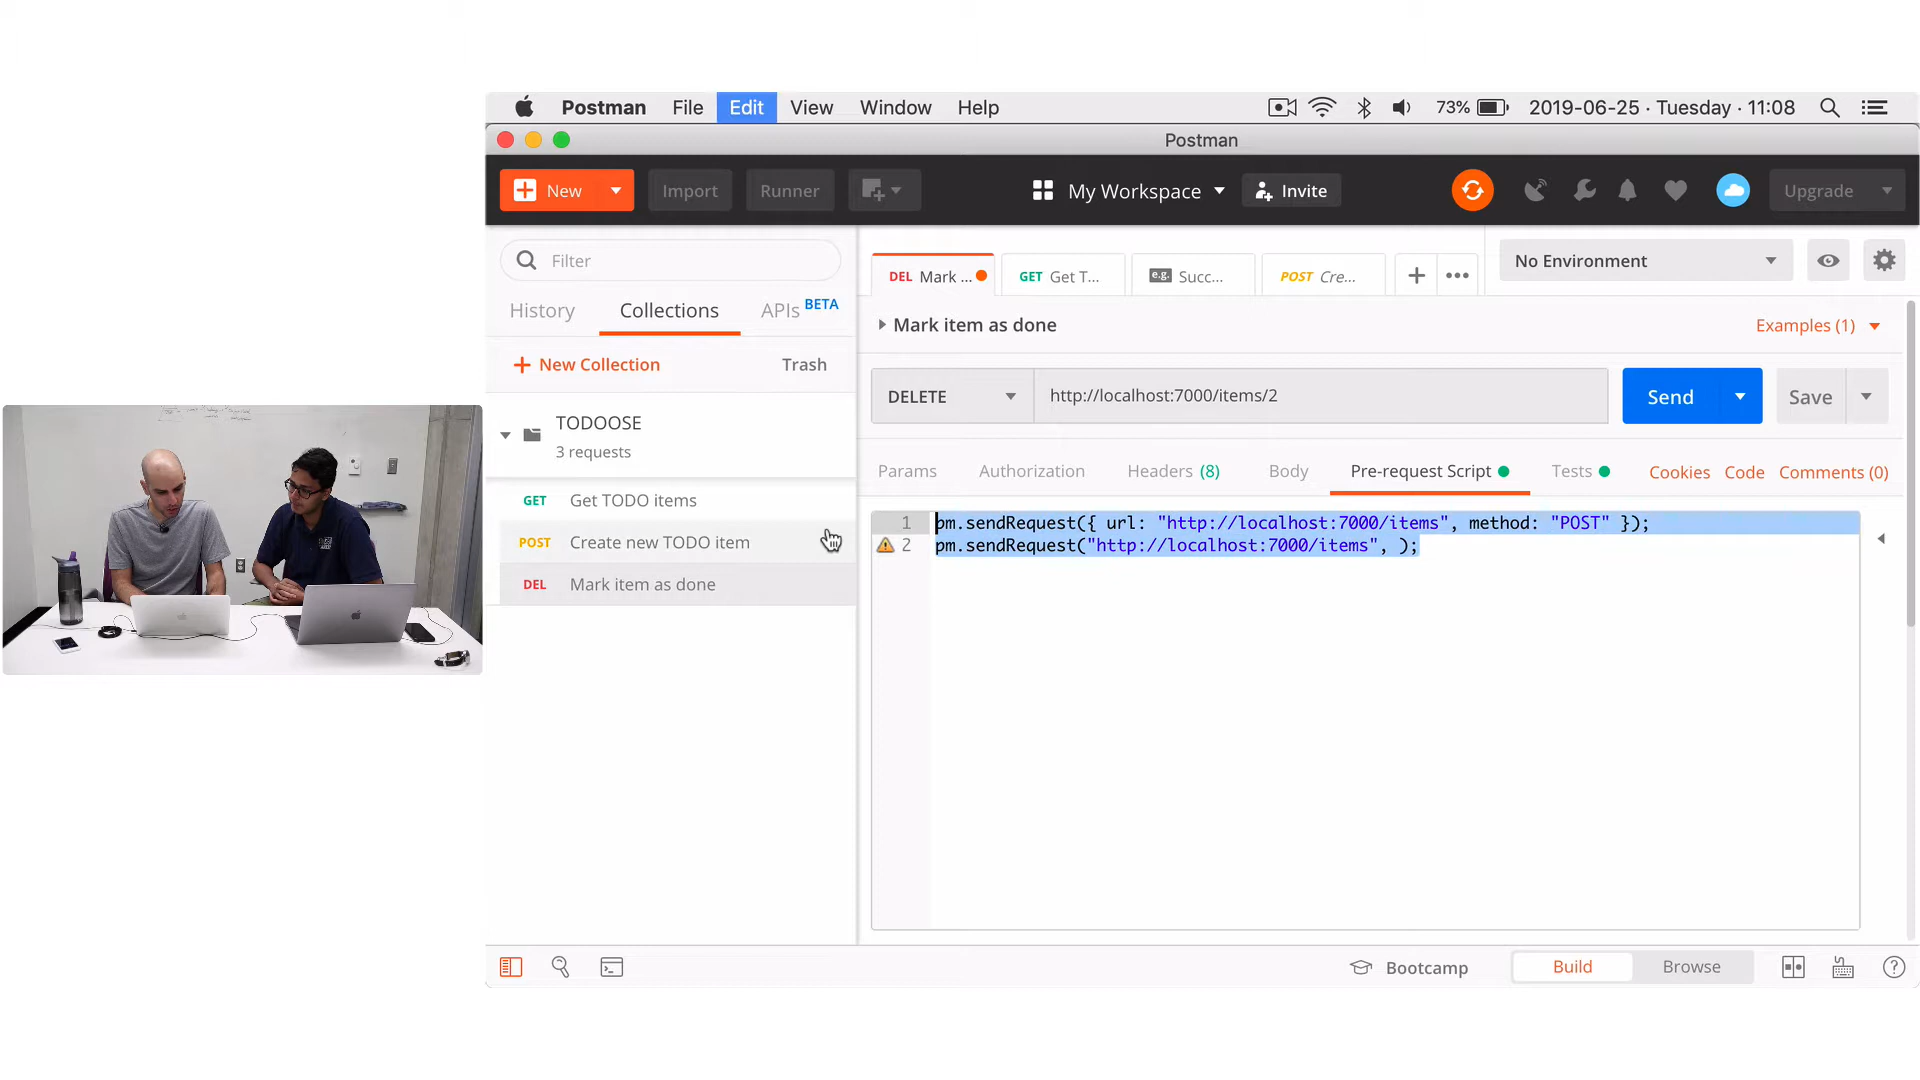 Postman File Edit View Window Help 73% 2019-06-25 · Tuesday · 11:08
Postman
New Import Runner My Workspace Invite Upgrade
Filter
History Collections APIs BETA
New Collection Trash
TODOOSE
3 requests
GET Get TODO items
POST Create new TODO item
DEL Mark item as done
DEL Mark ... GET Get T... e.g. Succ... POST Cre... No Environment
Mark item as done Examples (1)
DELETE http://localhost:7000/items/2 Send Save
Params Authorization Headers (8) Body Pre-request Script Tests Cookies Code Comments (0)
1 pm.sendRequest({ url: "http://localhost:7000/items", method: "POST" });
2 pm.sendRequest("http://localhost:7000/items", );
Bootcamp Build Browse